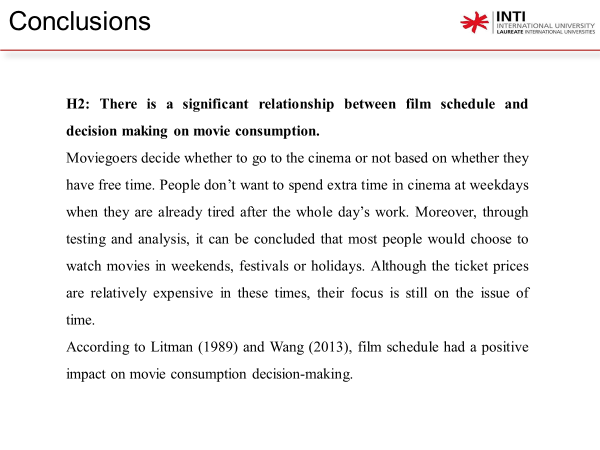 Conclusions
INTI
INTERNATIONAL UNIVERSITY
LAUREATE INTERNATIONAL UNIVERSITIES
H2: There is a significant relationship between film schedule and
decision making on movie consumption.
Moviegoers decide whether to go to the cinema or not based on whether they
have free time. People don’t want to spend extra time in cinema at weekdays
when they are already tired after the whole day’s work. Moreover, through
testing and analysis, it can be concluded that most people would choose to
watch movies in weekends, festivals or holidays. Although the ticket prices
are relatively expensive in these times, their focus is still on the issue of
time.
According to Litman (1989) and Wang (2013), film schedule had a positive
impact on movie consumption decision-making.